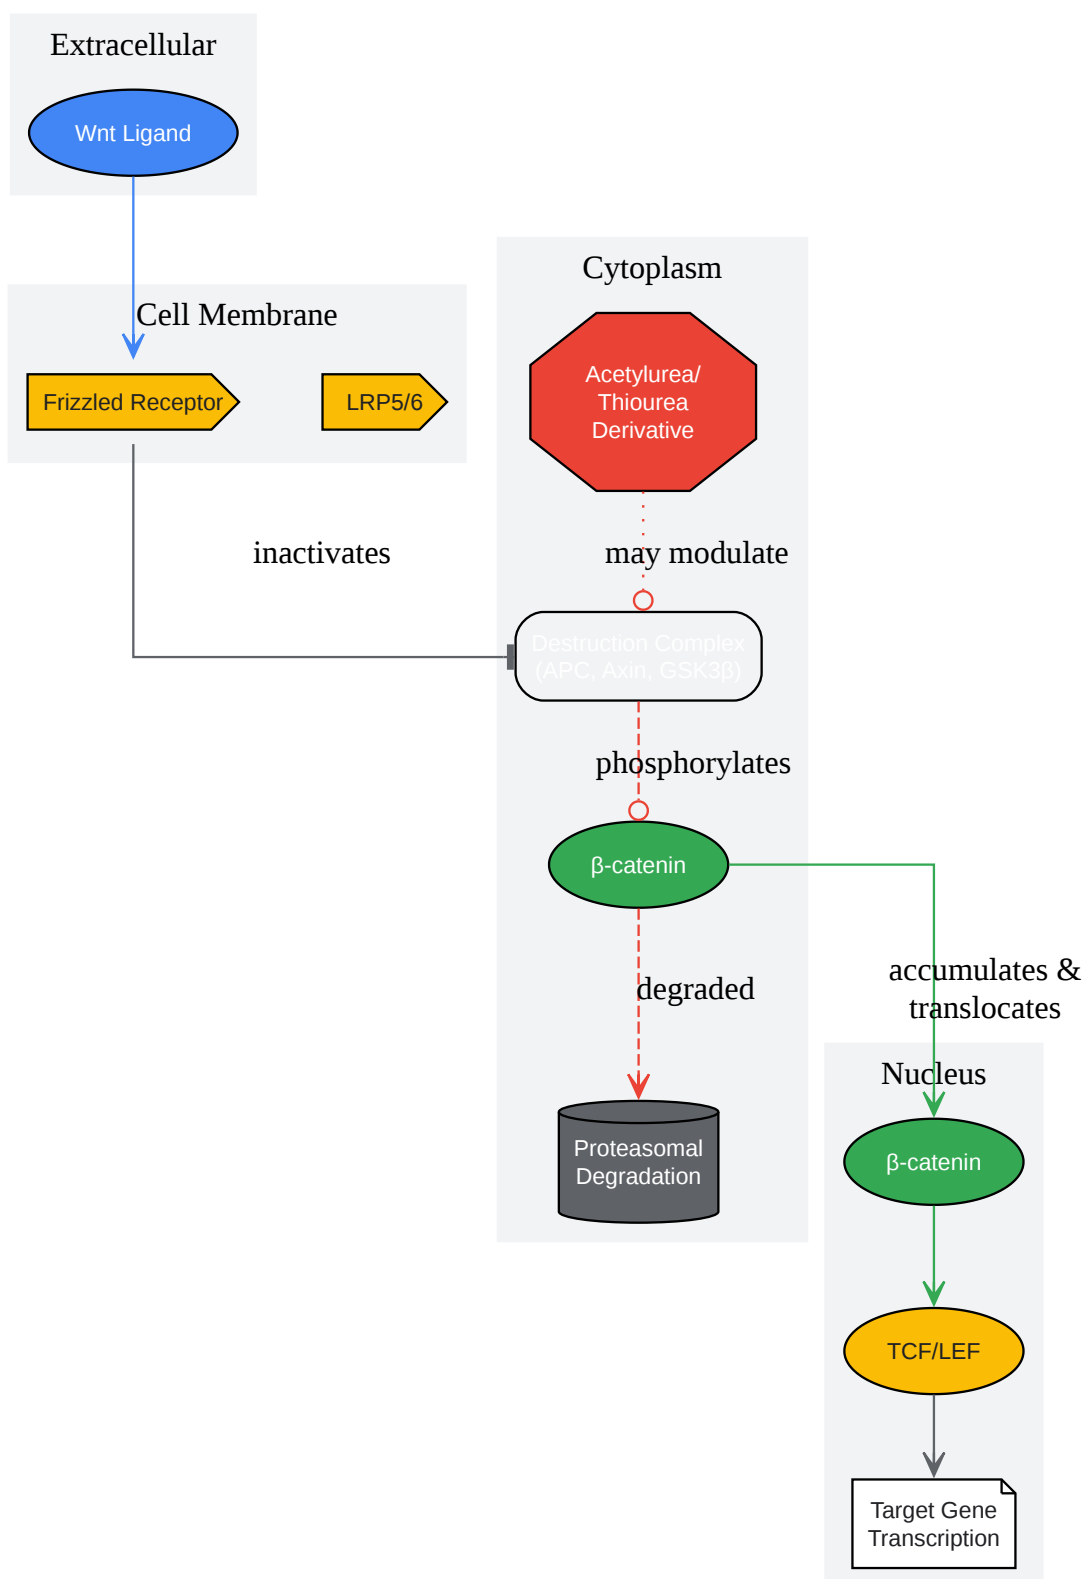 Extracellular
Wnt Ligand
Cell Membrane
Frizzled Receptor
LRP5/6
inactivates
Cytoplasm
Acetylurea/
Thiourea
Derivative
may modulate
Destruction Complex
(APC, Axin, GSK3β)
phosphorylates
β-catenin
degraded
Proteasomal
Degradation
accumulates &
translocates
Nucleus
β-catenin
TCF/LEF
Target Gene
Transcription